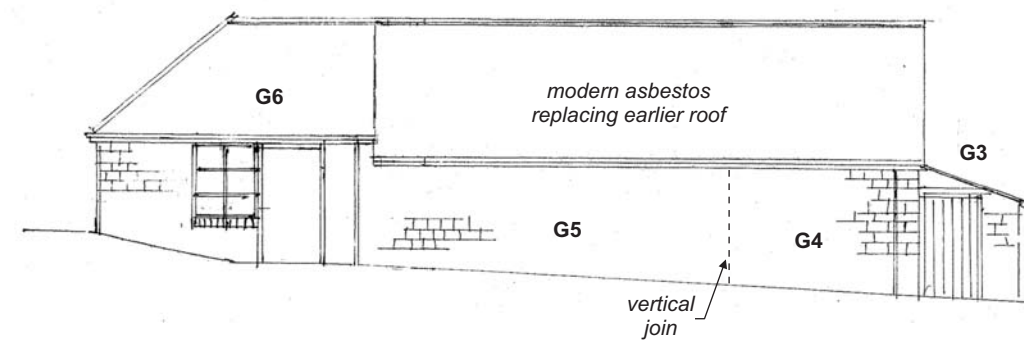 G6
modern asbestos
replacing earlier roof
G3
G5
G4
vertical
join